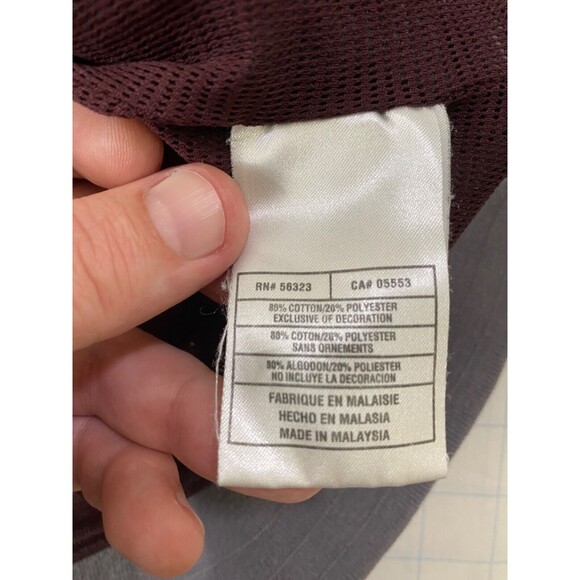 RN# 56323 CA# 05553
80% COTTON/20% POLYESTER
EXCLUSIVE OF DECORATION
80% COTON/20% POLYESTER
SANS ORNEMENTS
80% ALGODON/20% POLIESTER
NO INCLUYE LA DECORACION
FABRIQUE EN MALAISIE
HECHO EN MALASIA
MADE IN MALAYSIA